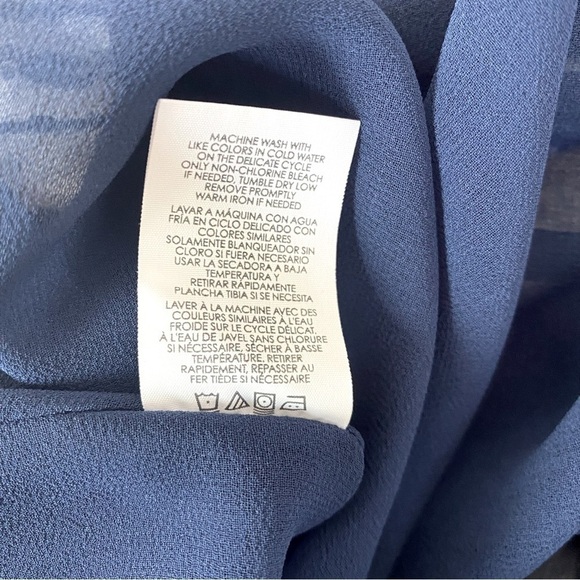 MACHINE WASH WITH
LIKE COLORS IN COLD WATER
ON THE DELICATE CYCLE
ONLY NON-CHLORINE BLEACH
IF NEEDED, TUMBLE DRY LOW
REMOVE PROMPTLY
WARM IRON IF NEEDED
LAVAR A MÁQUINA CON AGUA
FRÍA EN CICLO DELICADO CON
COLORES SIMILARES
SOLAMENTE BLANQUEADOR SIN
CLORO SI FUERA NECESARIO
USAR LA SECADORA A BAJA
TEMPERATURA Y
RETIRAR RÁPIDAMENTE
PLANCHA TIBIA SI SE NECESITA
LAVER À LA MACHINE AVEC DES
COULEURS SIMILAIRES À L'EAU
FROIDE SUR LE CYCLE DÉLICAT,
À L'EAU DE JAVEL SANS CHLORURE
SI NÉCESSAIRE, SÉCHER À BASSE
TEMPÉRATURE, RETIRER
RAPIDEMENT, REPASSER AU
FER TIÈDE SI NÉCESSAIRE